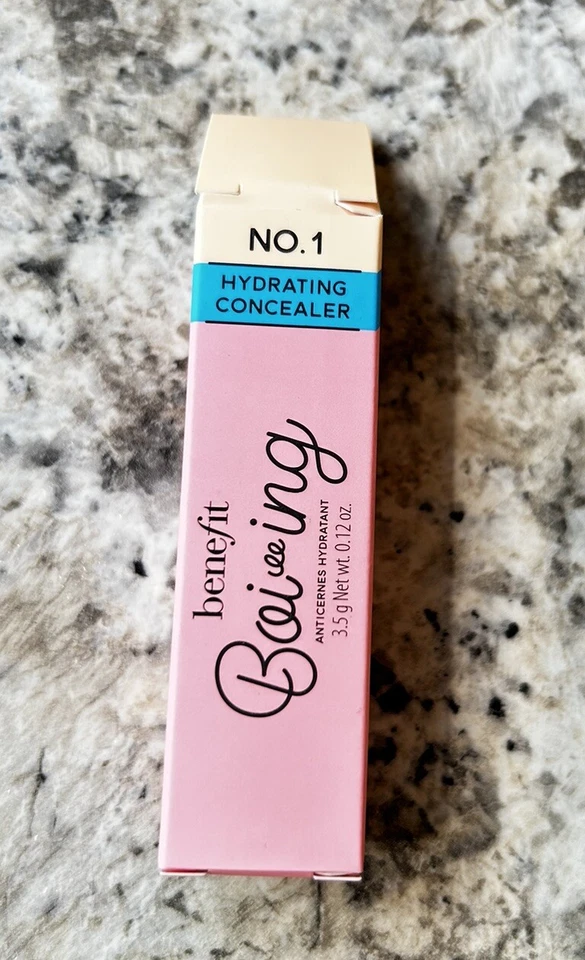 NO. 1
HYDRATING
CONCEALER
benefit
Boi ing
ANTICERNES HYDRATANT
3.5 g Net wt. 0.12 oz.